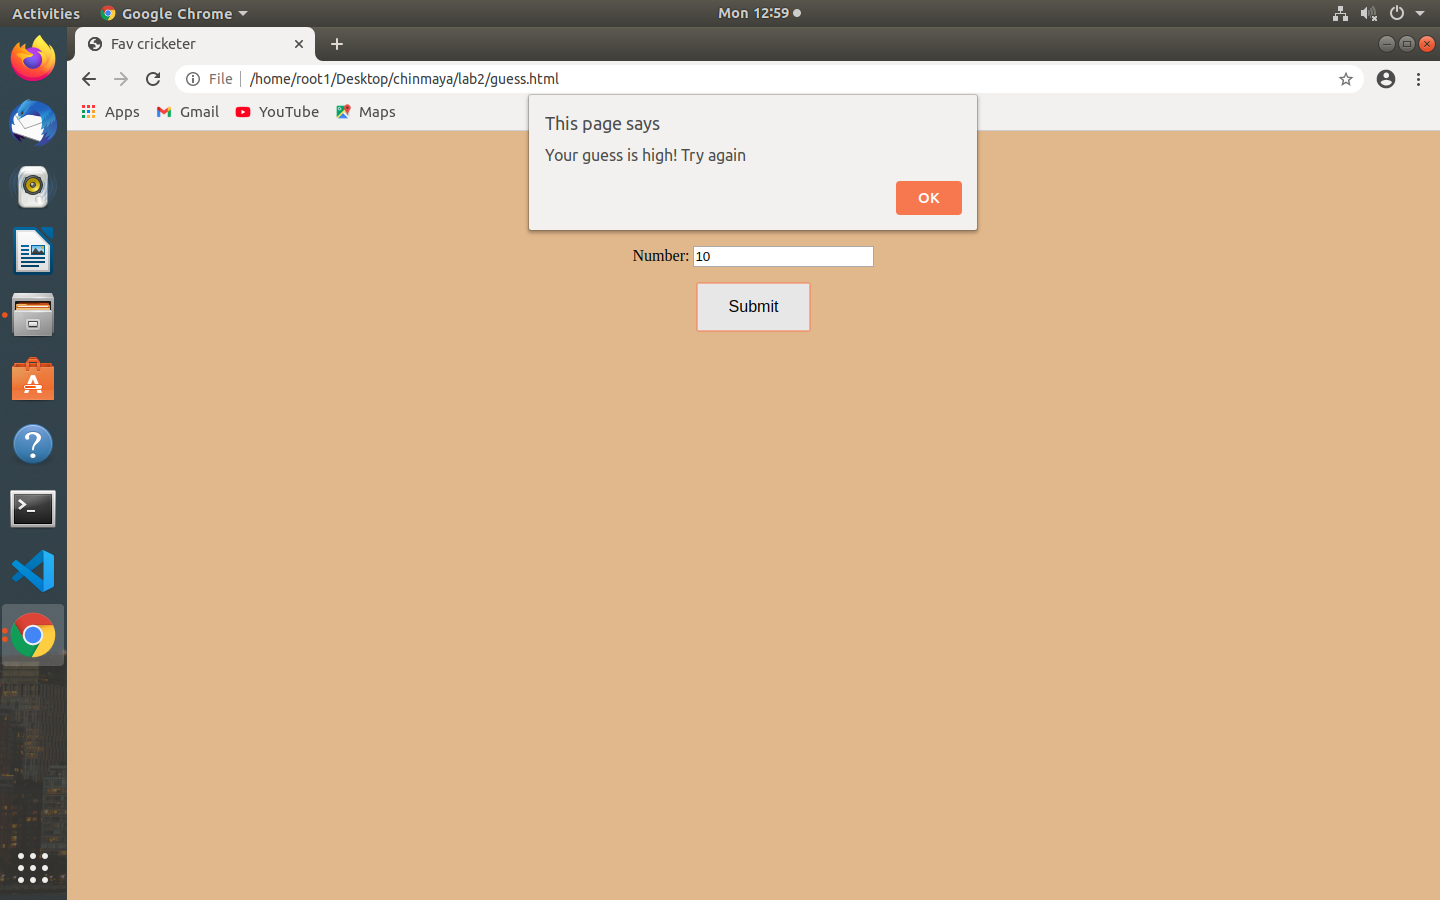 Activities
Google Chrome
Mon 12:59
Fav cricketer
File
/home/root1/Desktop/chinmaya/lab2/guess.html
Apps
Gmail
YouTube
Maps
This page says
Your guess is high! Try again
OK
Number: 10
Submit